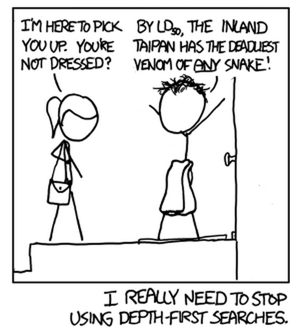 I'M HERE TO PICK
YOU UP. YOU'RE
NOT DRESSED?
BY LD50, THE INLAND
TAIPAN HAS THE DEADLIEST
VENOM OF ANY SNAKE!
I REALLY NEED TO STOP
USING DEPTH-FIRST SEARCHES.